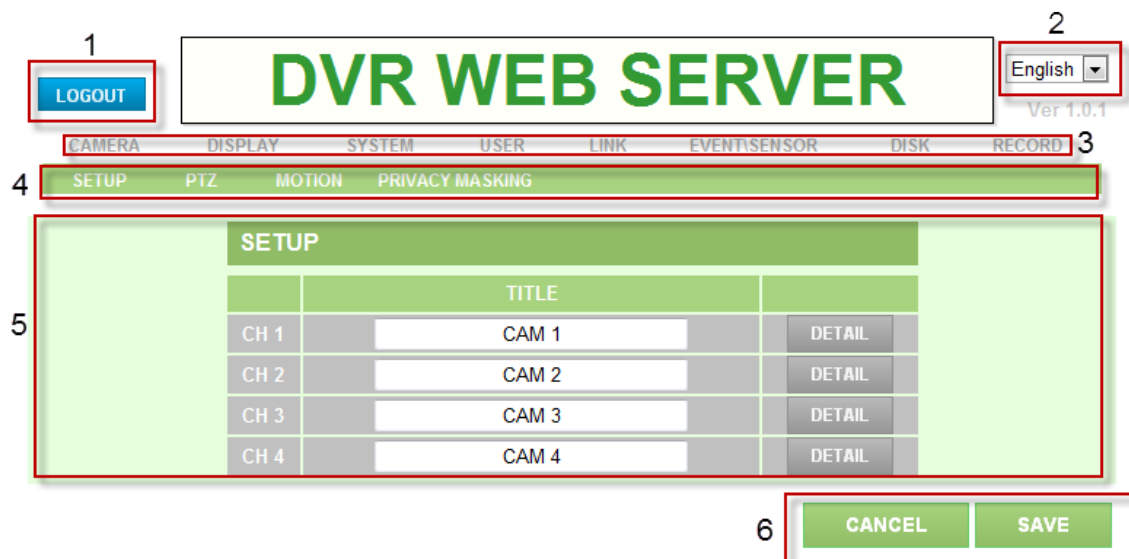 1
2
LOGOUT
DVR WEB SERVER
English
Ver 1.0.1
CAMERA DISPLAY SYSTEM USER LINK EVENT\SENSOR DISK RECORD 3
4 SETUP PTZ MOTION PRIVACY MASKING
SETUP
TITLE
5
CH 1 CAM 1 DETAIL
CH 2 CAM 2 DETAIL
CH 3 CAM 3 DETAIL
CH 4 CAM 4 DETAIL
6 CANCEL SAVE